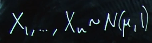 X₁,..., Xₙ ~ N(μ, 1)